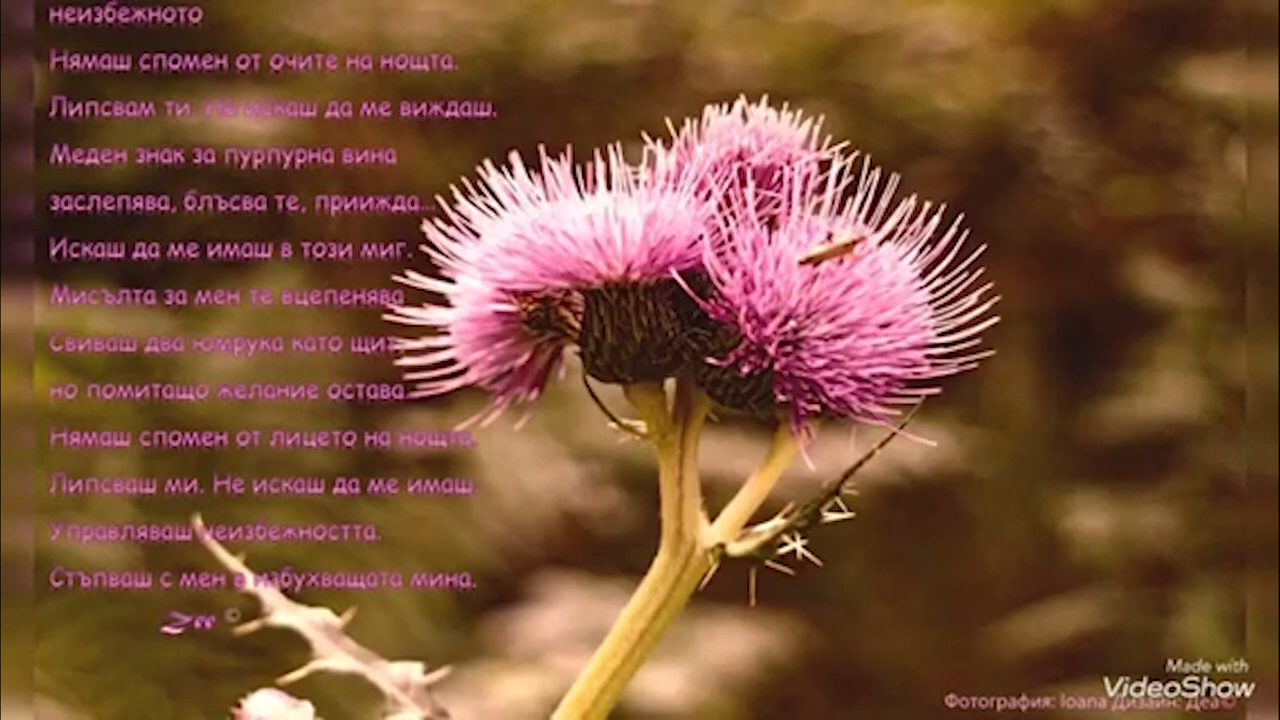 неизбежното
Нямаш спомен от очите на нощта.
Липсвам ти. Не искаш да ме виждаш.
Меден знак за пурпурна вина
заслепява, блъсва те, приижда...
Искаш да ме имаш в този миг.
Мисълта за мен те вцепенява
Свиваш два юмрука като щит
но помитащо желание остава...
Нямаш спомен от лицето на нощта.
Липсваш ми. Не искаш да ме имаш.
Управляваш неизбежността.
Стъпваш с мен в избухващата мина.
©
Made with
VideoShow
Фотография: Ioana Дизайн: Деа©